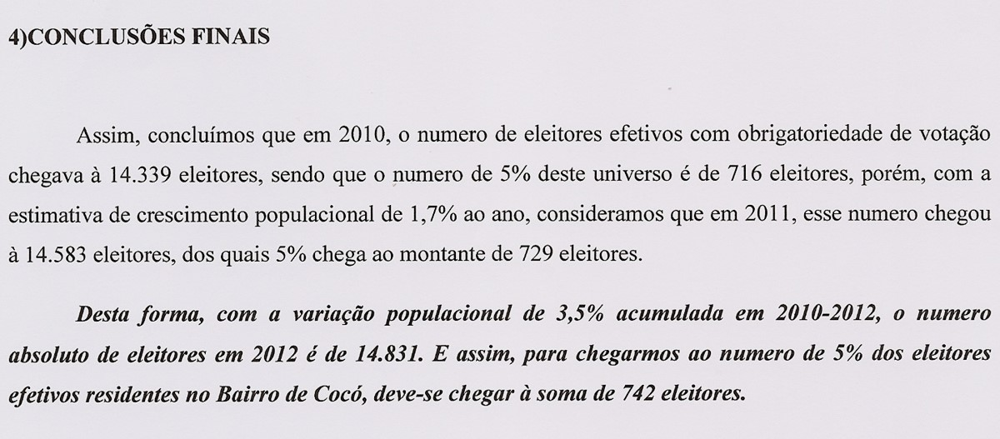 4)CONCLUSÕES FINAIS
Assim, concluímos que em 2010, o numero de eleitores efetivos com obrigatoriedade de votação
chegava à 14.339 eleitores, sendo que o numero de 5% deste universo é de 716 eleitores, porém, com a
estimativa de crescimento populacional de 1,7% ao ano, consideramos que em 2011, esse numero chegou
à 14.583 eleitores, dos quais 5% chega ao montante de 729 eleitores.
Desta forma, com a variação populacional de 3,5% acumulada em 2010-2012, o numero
absoluto de eleitores em 2012 é de 14.831. E assim, para chegarmos ao numero de 5% dos eleitores
efetivos residentes no Bairro de Cocó, deve-se chegar à soma de 742 eleitores.